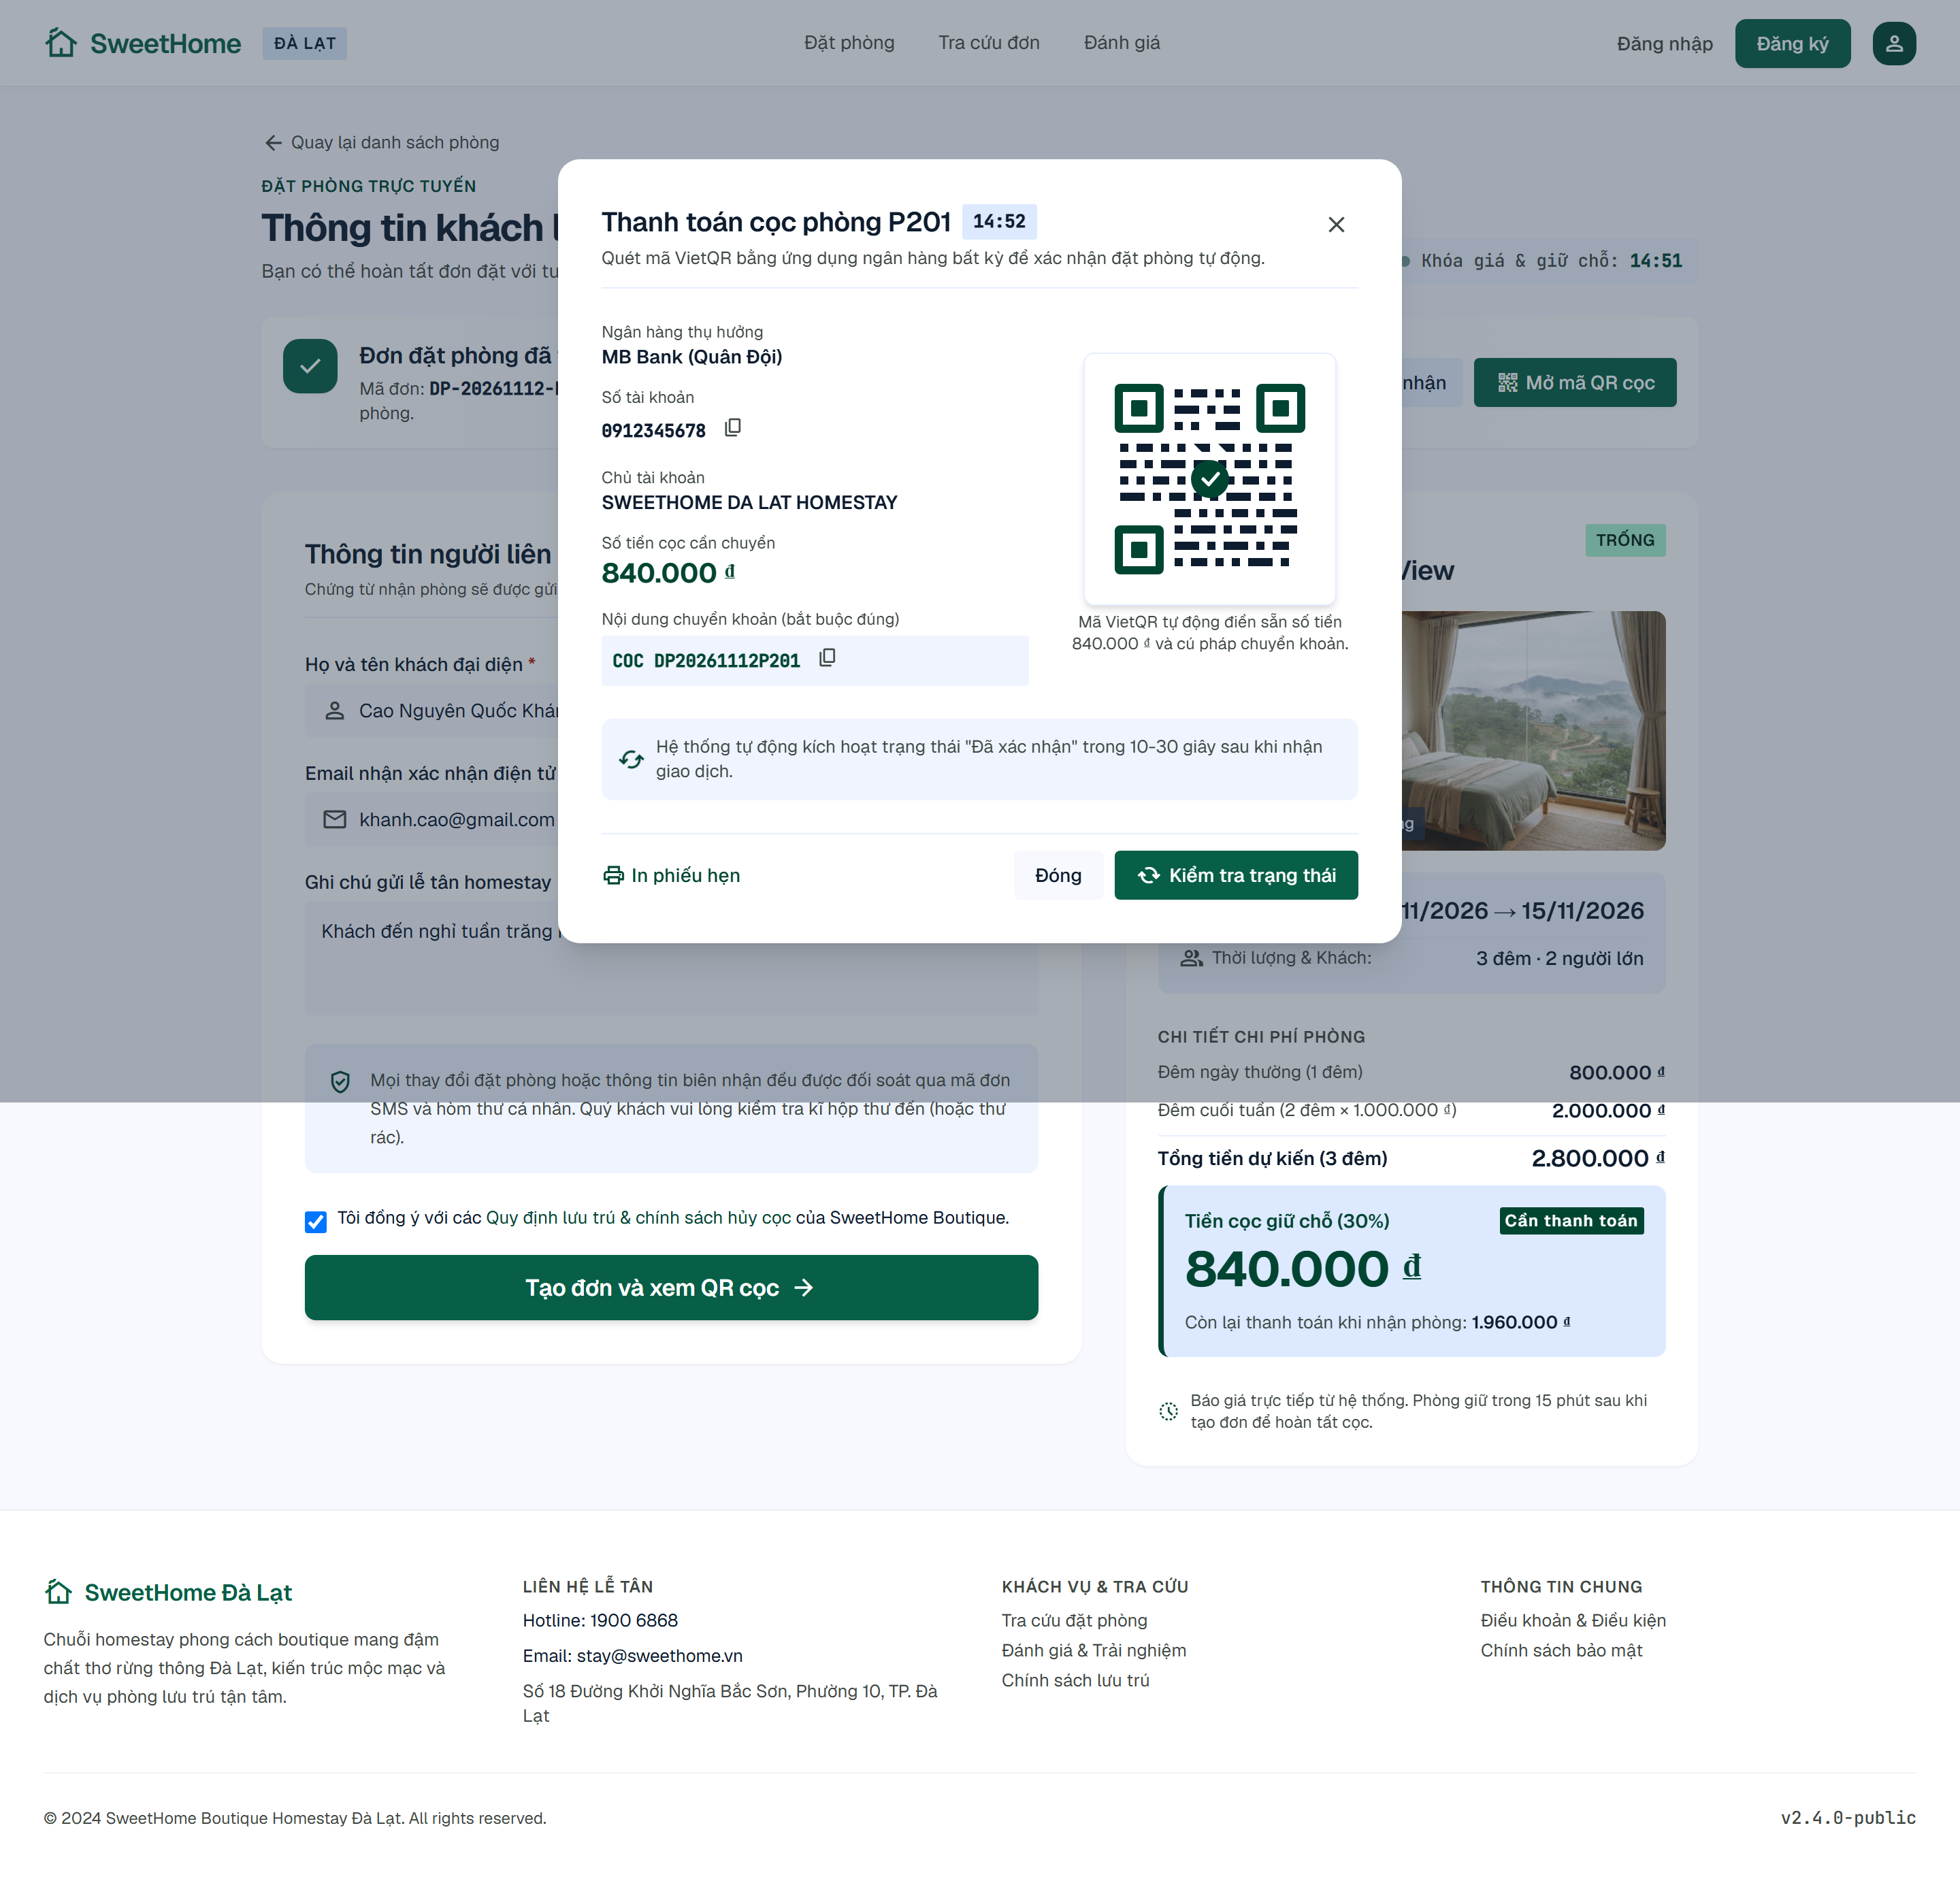 SweetHome ĐÀ LẠT Đặt phòng Tra cứu đơn Đánh giá Đăng nhập Đăng ký
Quay lại danh sách phòng
ĐẶT PHÒNG TRỰC TUYẾN
Thông tin khách
Bạn có thể hoàn tất đơn đặt với
Khóa giá & giữ chỗ: 14:51
Đơn đặt phòng đã
Mã đơn: DP-20261112-
phòng.
nhận Mở mã QR cọc
Thanh toán cọc phòng P201 14:52
Quét mã VietQR bằng ứng dụng ngân hàng bất kỳ để xác nhận đặt phòng tự động.
Ngân hàng thụ hưởng
MB Bank (Quân Đội)
Số tài khoản
0912345678
Chủ tài khoản
SWEETHOME DA LAT HOMESTAY
Số tiền cọc cần chuyển
840.000 ₫
Nội dung chuyển khoản (bắt buộc đúng)
COC DP20261112P201
Mã VietQR tự động điền sẵn số tiền
840.000 ₫ và cú pháp chuyển khoản.
Hệ thống tự động kích hoạt trạng thái "Đã xác nhận" trong 10-30 giây sau khi nhận
giao dịch.
In phiếu hẹn Đóng Kiểm tra trạng thái
Thông tin người liên
Chứng từ nhận phòng sẽ được gửi
Họ và tên khách đại diện *
Cao Nguyên Quốc
Email nhận xác nhận điện tử
khanh.cao@gmail.com
Ghi chú gửi lễ tân homestay
Khách đến nghỉ tuần trăng
Mọi thay đổi đặt phòng hoặc thông tin biên nhận đều được đối soát qua mã đơn
SMS và hòm thư cá nhân. Quý khách vui lòng kiểm tra kĩ hộp thư đến (hoặc thư
rác).
Tôi đồng ý với các Quy định lưu trú & chính sách hủy cọc của SweetHome Boutique.
Tạo đơn và xem QR cọc →
TRỐNG
View
11/2026 → 15/11/2026
Thời lượng & Khách: 3 đêm · 2 người lớn
CHI TIẾT CHI PHÍ PHÒNG
Đêm ngày thường (1 đêm) 800.000 ₫
Đêm cuối tuần (2 đêm × 1.000.000 ₫) 2.000.000 ₫
Tổng tiền dự kiến (3 đêm) 2.800.000 ₫
Tiền cọc giữ chỗ (30%) Cần thanh toán
840.000 ₫
Còn lại thanh toán khi nhận phòng: 1.960.000 ₫
Báo giá trực tiếp từ hệ thống. Phòng giữ trong 15 phút sau khi
tạo đơn để hoàn tất cọc.
SweetHome Đà Lạt
Chuỗi homestay phong cách boutique mang đậm
chất thơ rừng thông Đà Lạt, kiến trúc mộc mạc và
dịch vụ phòng lưu trú tận tâm.
LIÊN HỆ LỄ TÂN
Hotline: 1900 6868
Email: stay@sweethome.vn
Số 18 Đường Khởi Nghĩa Bắc Sơn, Phường 10, TP. Đà
Lạt
KHÁCH VỤ & TRA CỨU
Tra cứu đặt phòng
Đánh giá & Trải nghiệm
Chính sách lưu trú
THÔNG TIN CHUNG
Điều khoản & Điều kiện
Chính sách bảo mật
© 2024 SweetHome Boutique Homestay Đà Lạt. All rights reserved.
v2.4.0-public